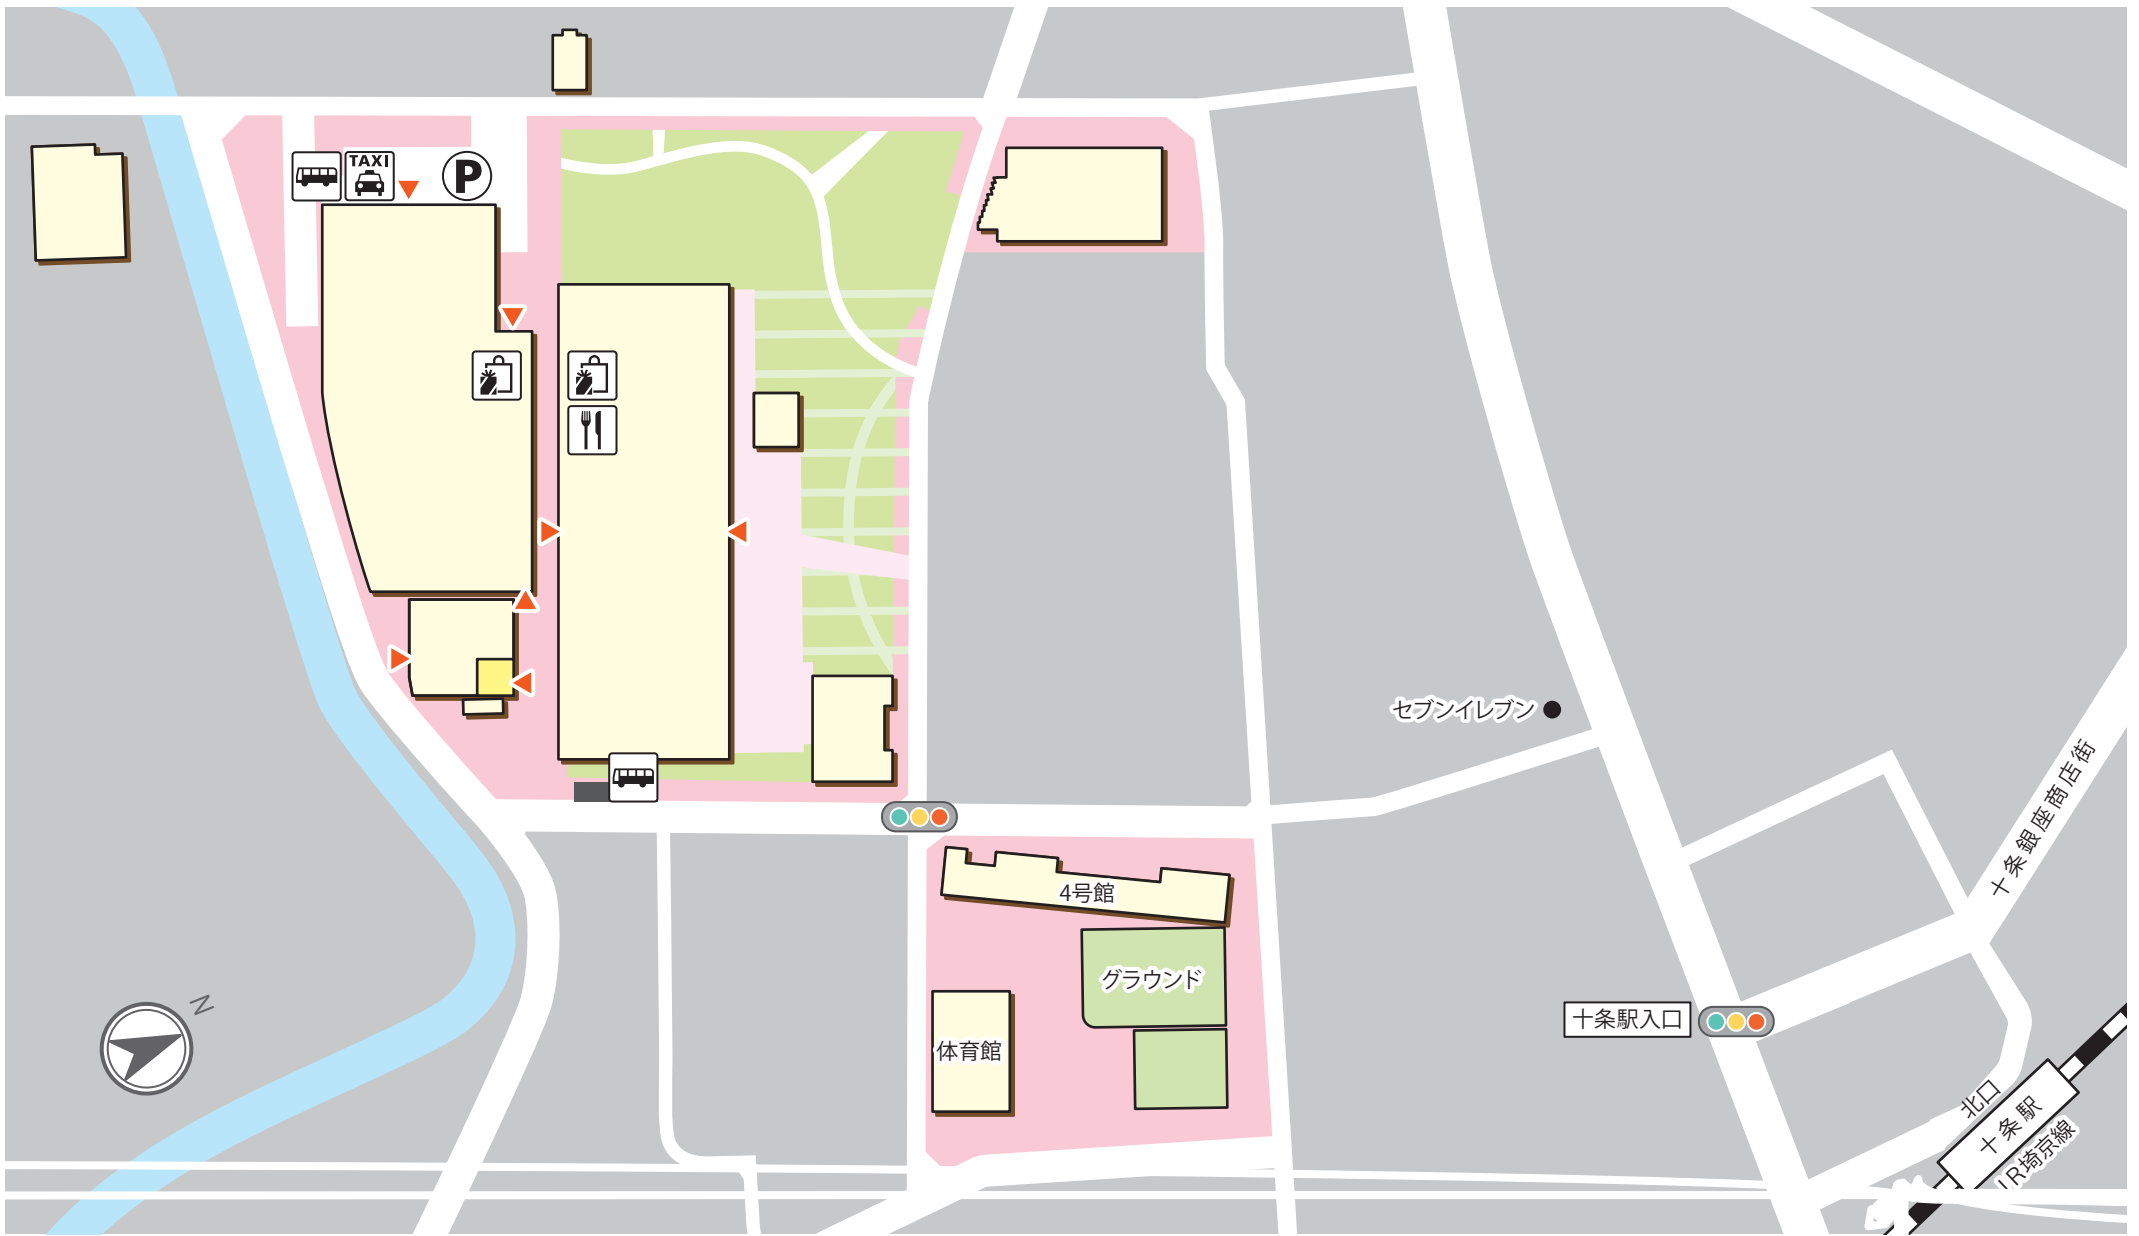 TAXI
P
セブンイレブン
十条銀座商店街
4号館
グラウンド
N
十条駅入口
体育館
北口
十条駅
JR埼京線